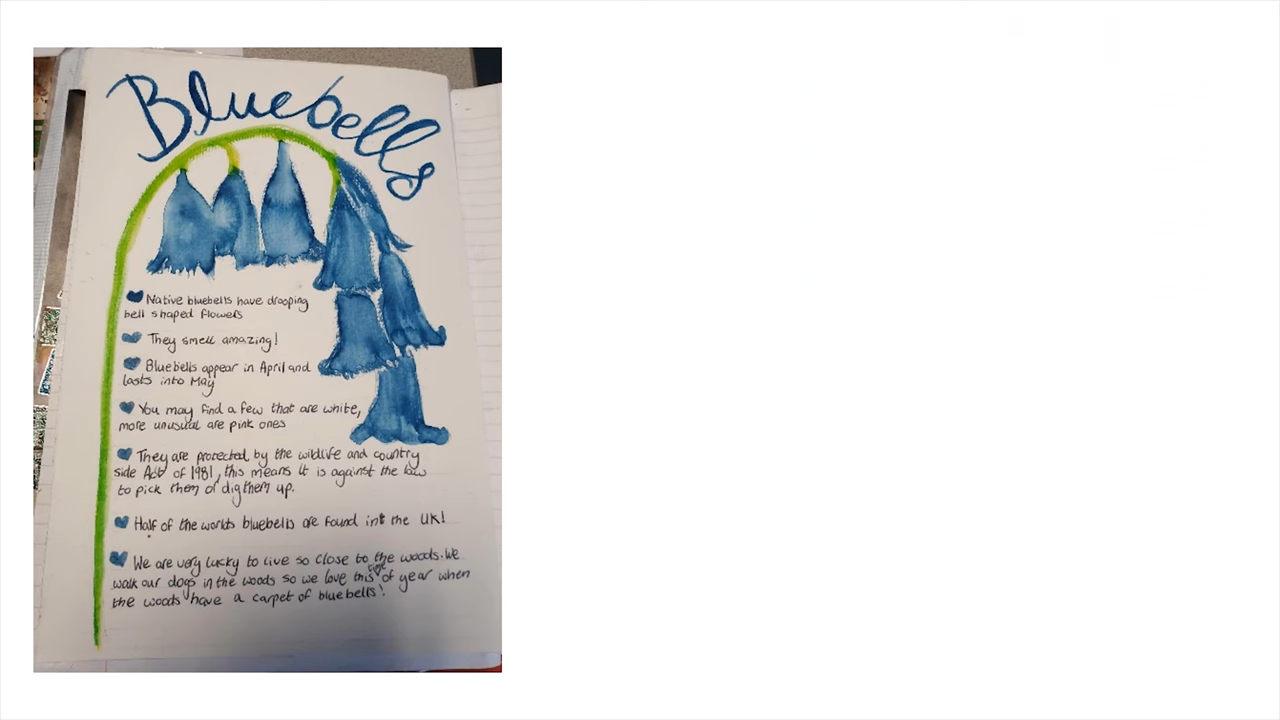 Bluebells
Native bluebells have drooping
bell shaped flowers
They smell amazing!
Bluebells appear in April and
lasts into May
You may find a few that are white,
more unusual are pink ones
They are protected by the wildlife and country
side Act of 1981, this means it is against the law
to pick them or dig them up.
Half of the worlds bluebells are found in the UK!
We are very lucky to live so close to the woods. We
walk our dogs in the woods so we love this time of year when
the woods have a carpet of bluebells!